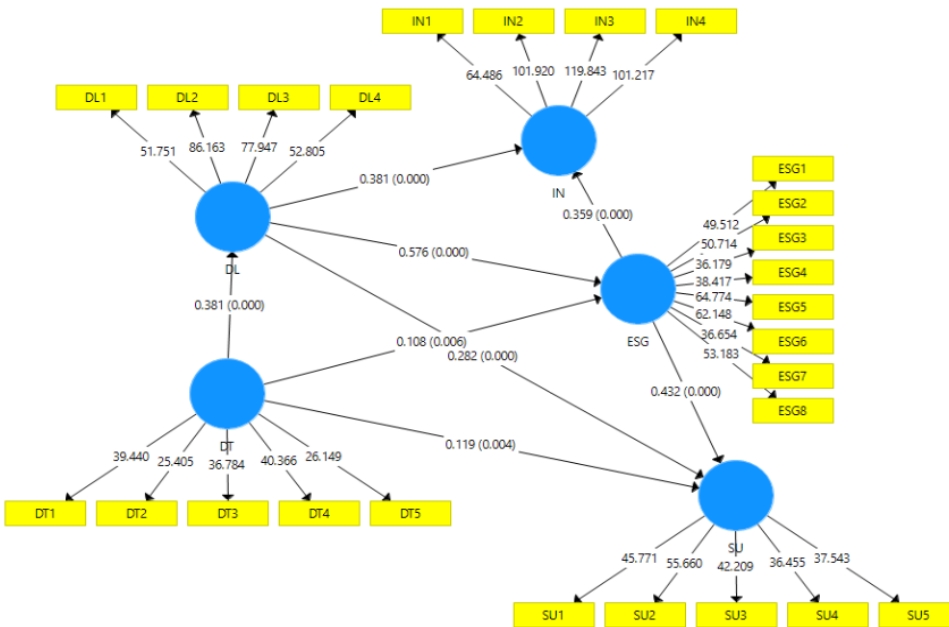 IN1 IN2 IN3 IN4
64.486 101.920 119.843 101.217
DL1 DL2 DL3 DL4
51.751 86.163 77.947 52.805
IN
0.381 (0.000)
ESG1
ESG2
ESG3
ESG4
ESG5
ESG6
ESG7
ESG8
49.512
50.714
36.179
38.417
64.774
62.148
36.654
53.183
0.359 (0.000)
DL
0.576 (0.000)
0.381 (0.000)
ESG
0.108 (0.006)
0.282 (0.000)
0.432 (0.000)
DT
0.119 (0.004)
39.440 25.405 36.784 40.366 26.149
DT1 DT2 DT3 DT4 DT5
SU
45.771 55.660 42.209 36.455 37.543
SU1 SU2 SU3 SU4 SU5